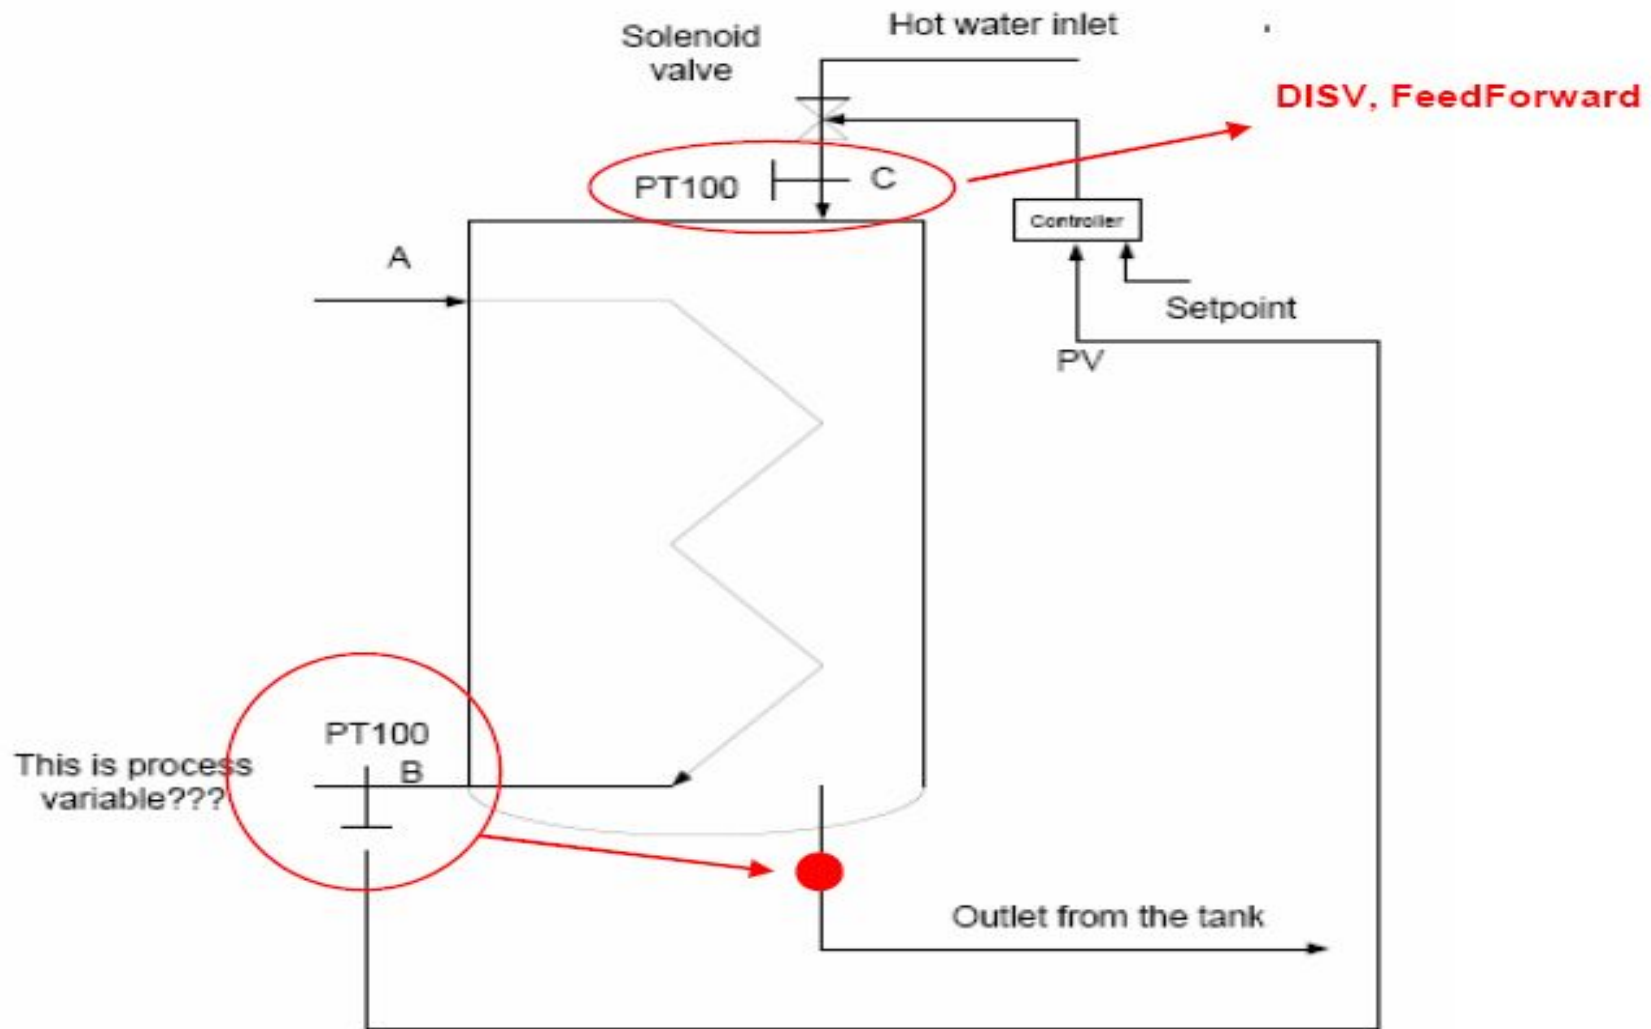 Hot water inlet
Solenoid
valve
DISV, FeedForward
PT100
C
Controller
A
Setpoint
PV
PT100
B
This is process
variable???
Outlet from the tank